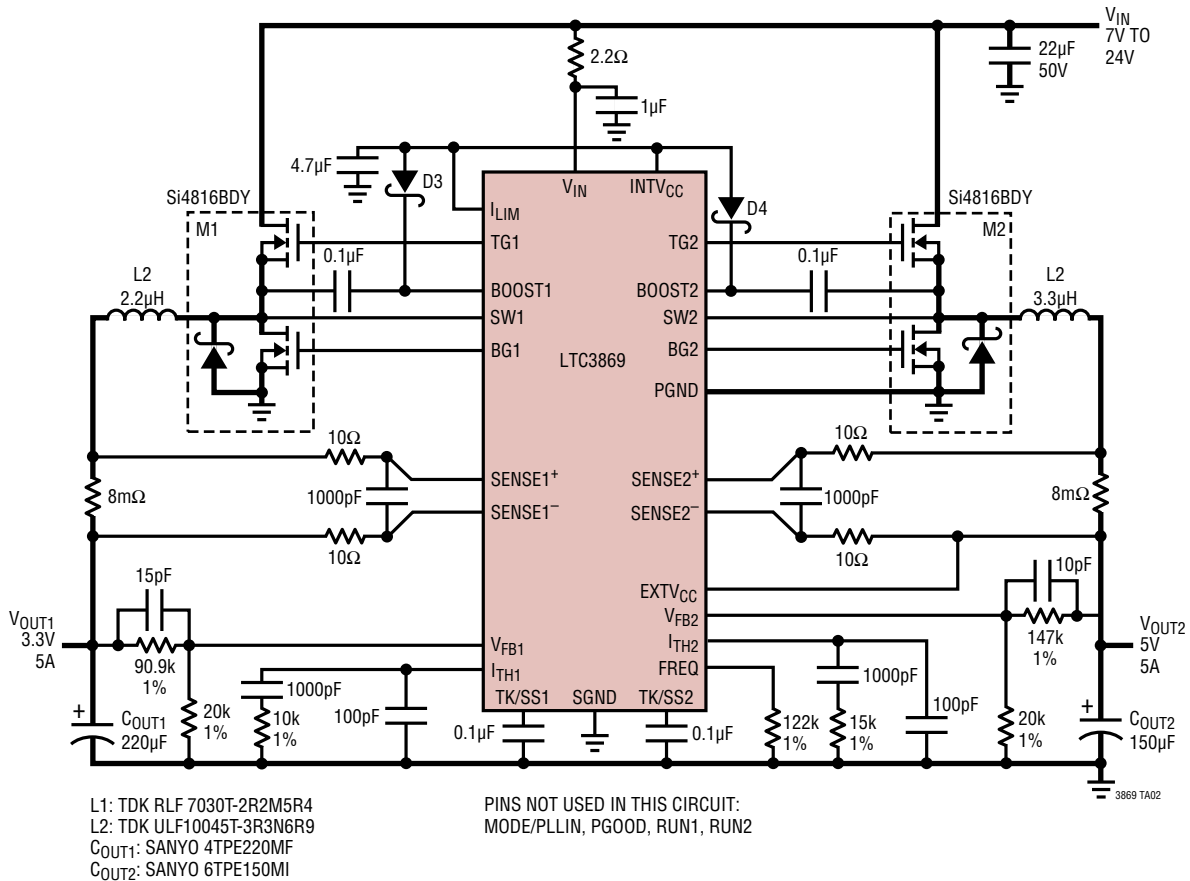 VIN
7V TO
24V
22µF
50V
2.2Ω
1µF
4.7µF
D3
VIN
INTVCC
D4
Si4816BDY
M1
Si4816BDY
M2
ILIM
TG1
TG2
0.1µF
0.1µF
L2
2.2µH
L2
3.3µH
BOOST1
BOOST2
SW1
SW2
BG1
BG2
LTC3869
PGND
10Ω
10Ω
SENSE1+
SENSE2+
8mΩ
1000pF
1000pF
8mΩ
SENSE1–
SENSE2–
10Ω
10Ω
15pF
10pF
EXTVCC
VFB2
VOUT1
3.3V
5A
VOUT2
5V
5A
90.9k
1%
147k
1%
VFB1
ITH2
ITH1
FREQ
1000pF
1000pF
TK/SS1
SGND
TK/SS2
100pF
100pF
+
COUT1
220µF
20k
1%
10k
1%
0.1µF
0.1µF
122k
1%
15k
1%
20k
1%
+
COUT2
150µF
3869 TA02
L1: TDK RLF 7030T-2R2M5R4
L2: TDK ULF10045T-3R3N6R9
COUT1: SANYO 4TPE220MF
COUT2: SANYO 6TPE150MI
PINS NOT USED IN THIS CIRCUIT:
MODE/PLLIN, PGOOD, RUN1, RUN2